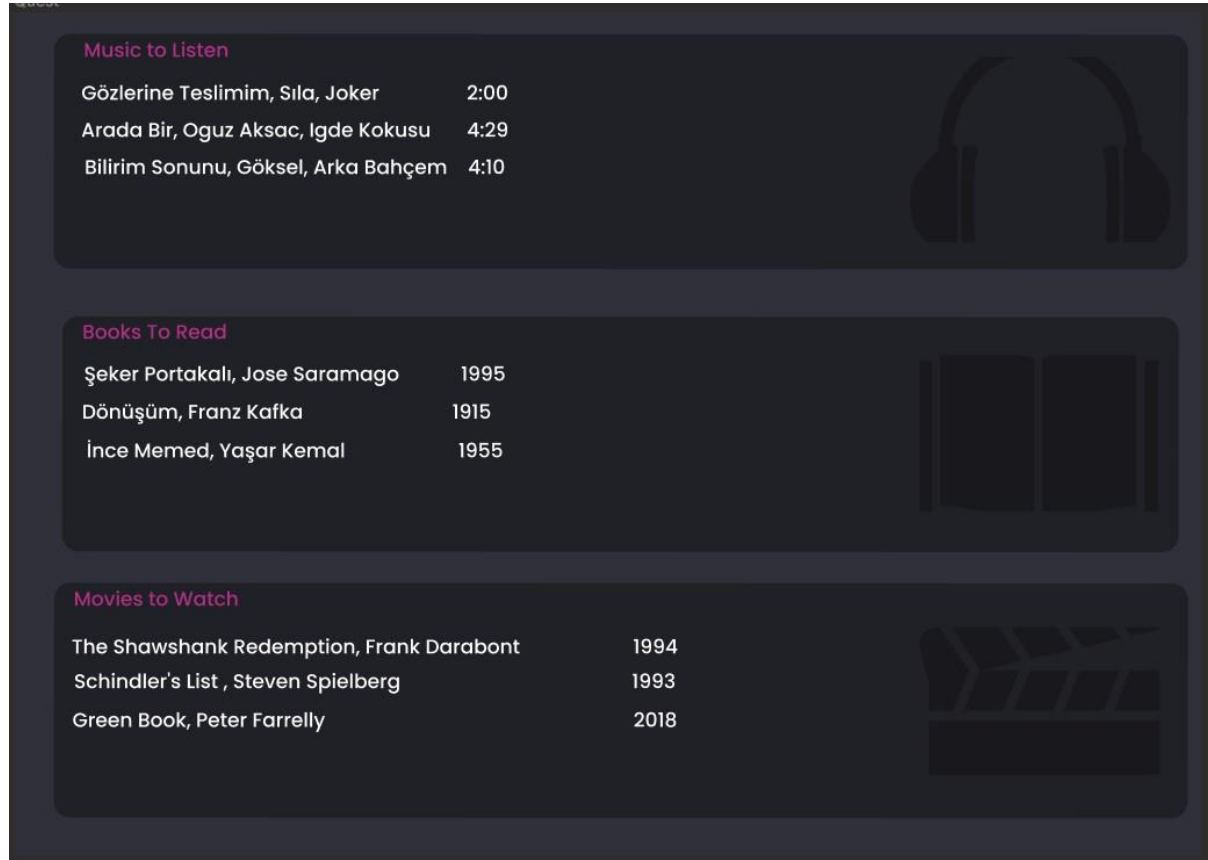 Quest
Music to Listen
Gözlerine Teslimim, Sıla, Joker 2:00
Arada Bir, Oguz Aksac, Igde Kokusu 4:29
Bilirim Sonunu, Göksel, Arka Bahçem 4:10
Books To Read
Şeker Portakalı, Jose Saramago 1995
Dönüşüm, Franz Kafka 1915
İnce Memed, Yaşar Kemal 1955
Movies to Watch
The Shawshank Redemption, Frank Darabont 1994
Schindler's List , Steven Spielberg 1993
Green Book, Peter Farrelly 2018